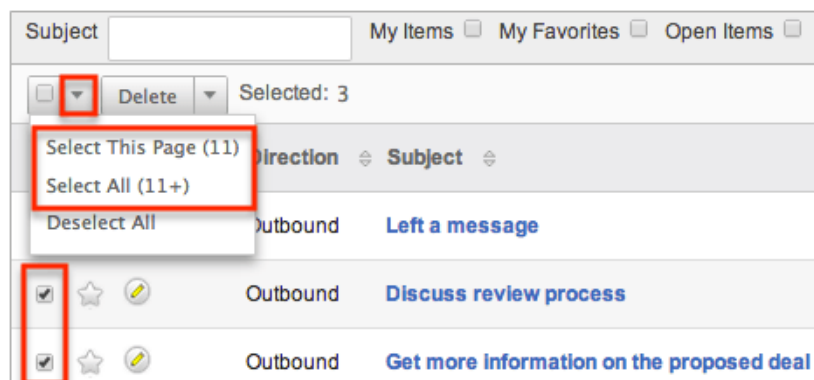 Subject My Items My Favorites Open Items
Delete Selected: 3
Select This Page (11)
Direction Subject
Select All (11+)
Deselect All
Outbound Left a message
Outbound Discuss review process
Outbound Get more information on the proposed deal